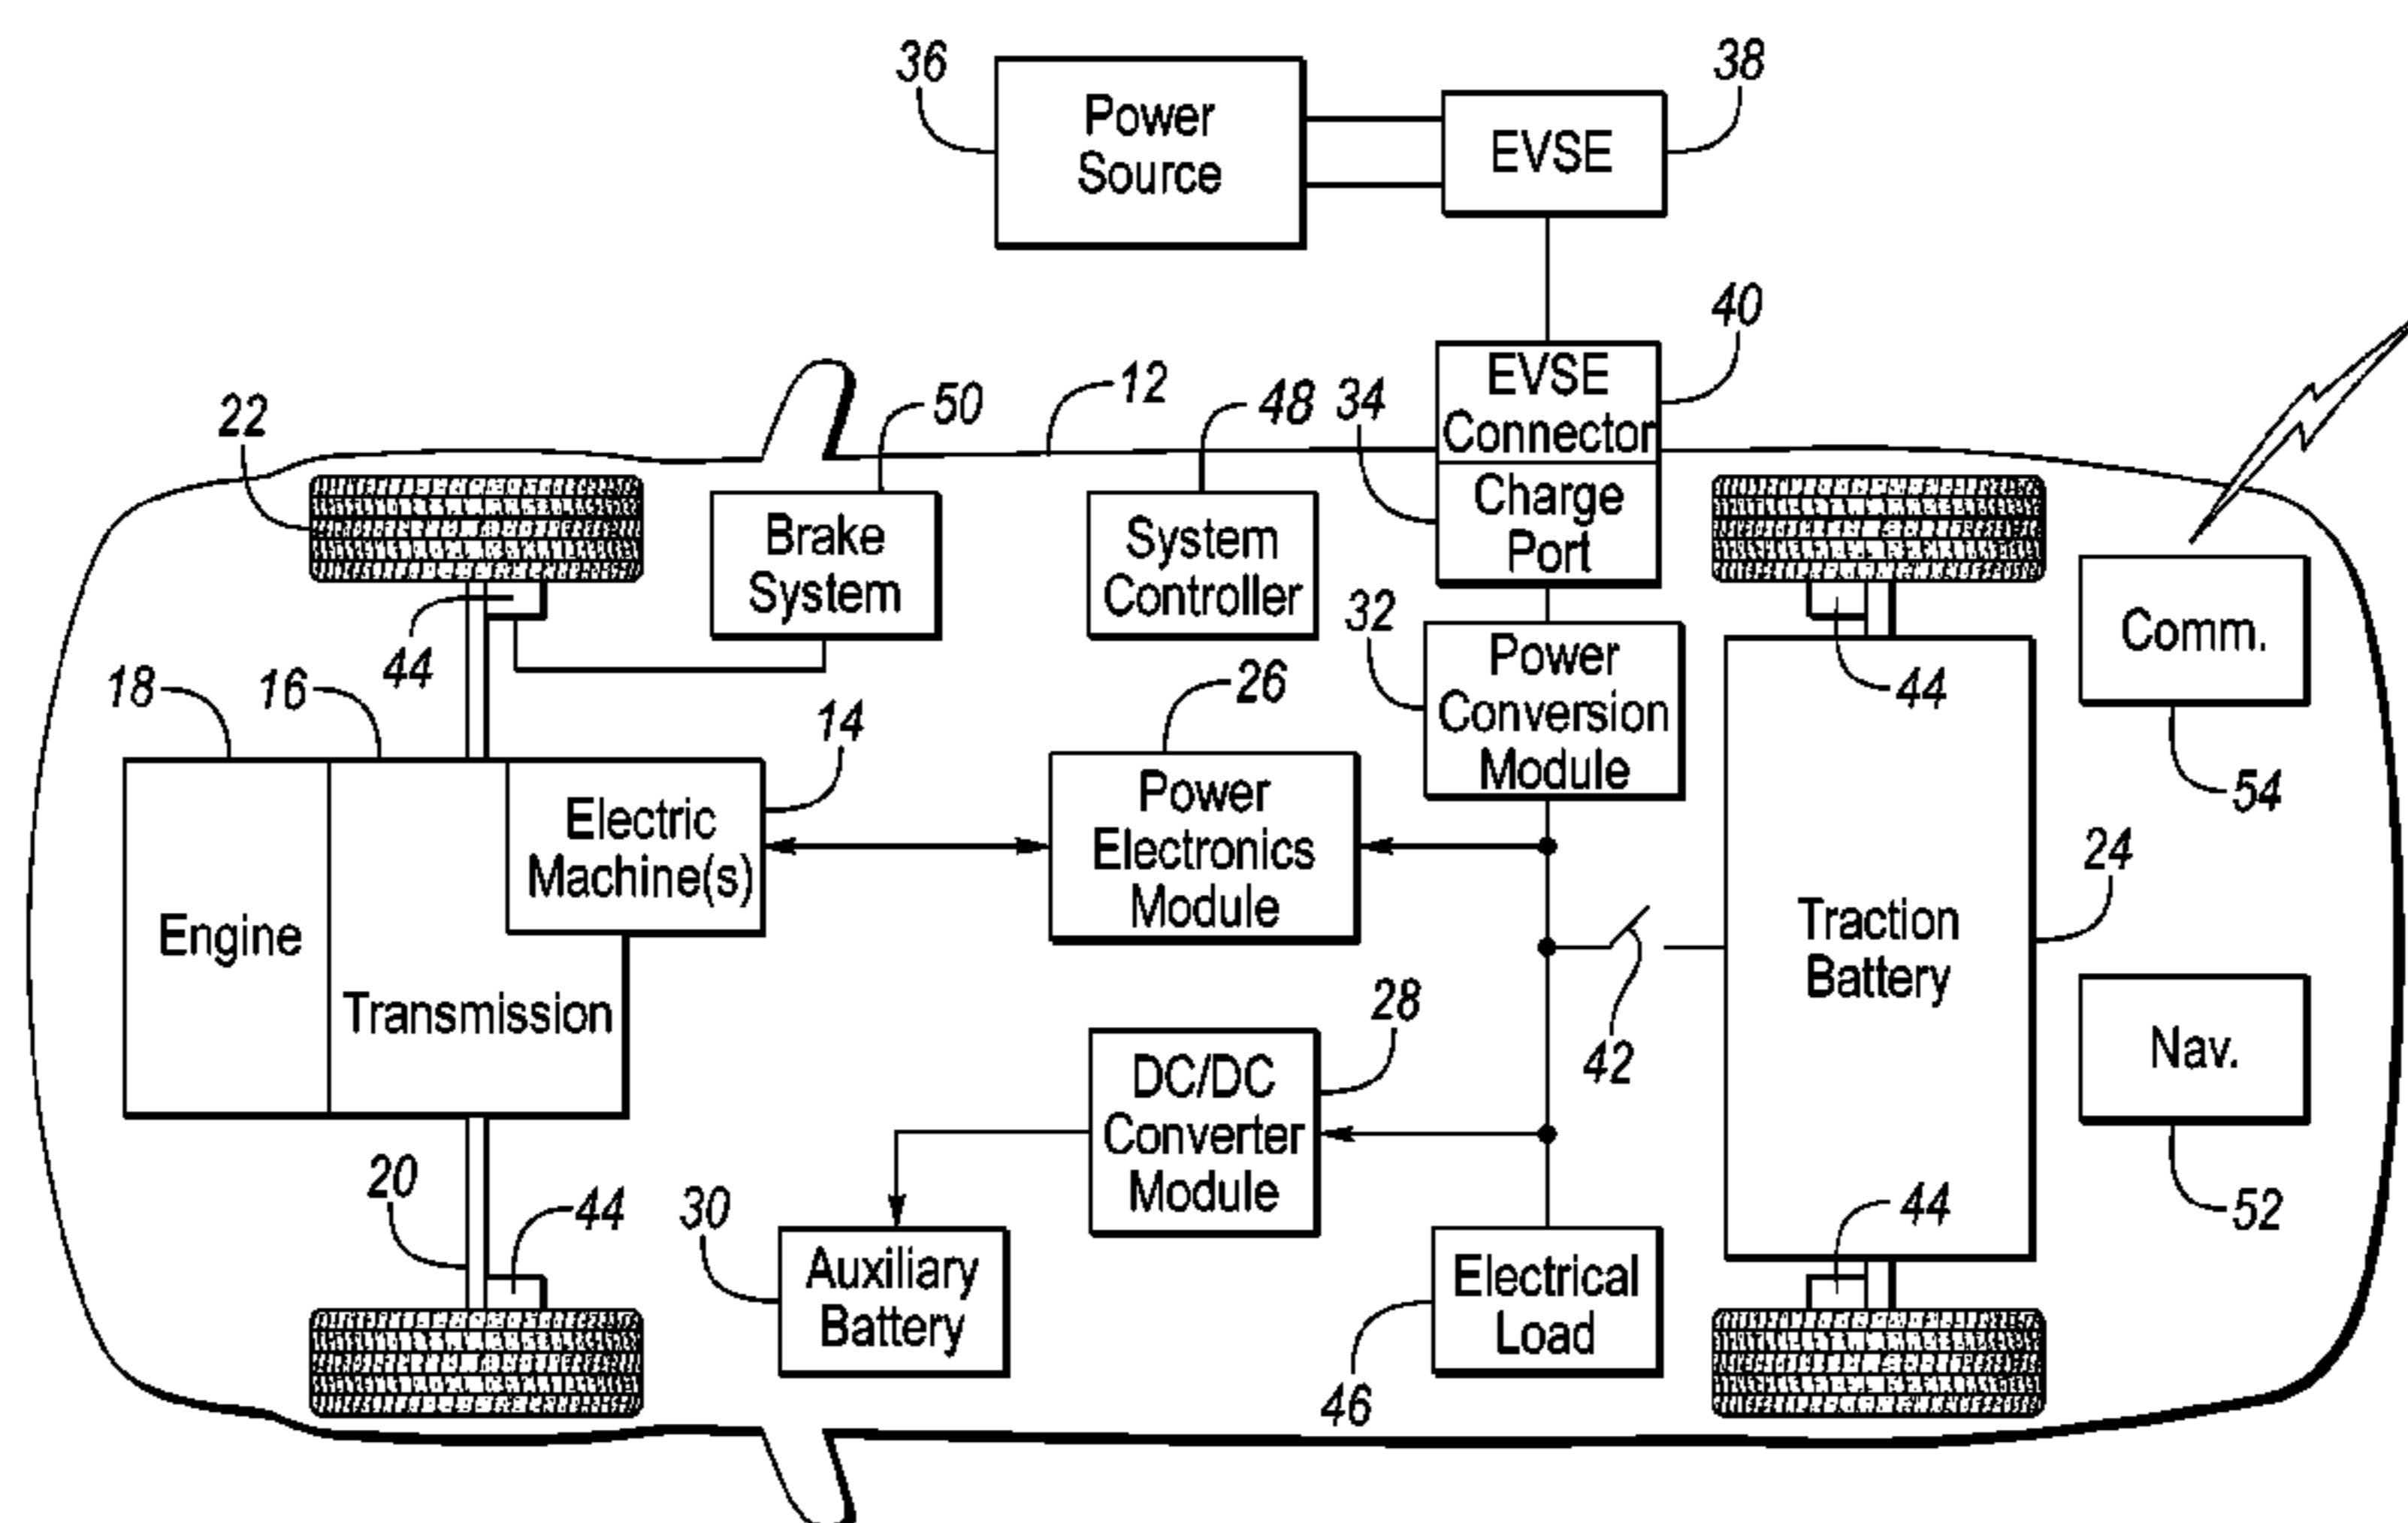 36
Power
Source
EVSE
38
40
EVSE
Connector
34
Charge
Port
12
48
System
Controller
50
Brake
System
22
44
32
Power
Conversion
Module
44
Comm.
54
18
16
14
Engine
Transmission
Electric
Machine(s)
26
Power
Electronics
Module
24
Traction
Battery
42
28
DC/DC
Converter
Module
Nav.
52
20
44
30
Auxiliary
Battery
Electrical
Load
46
44